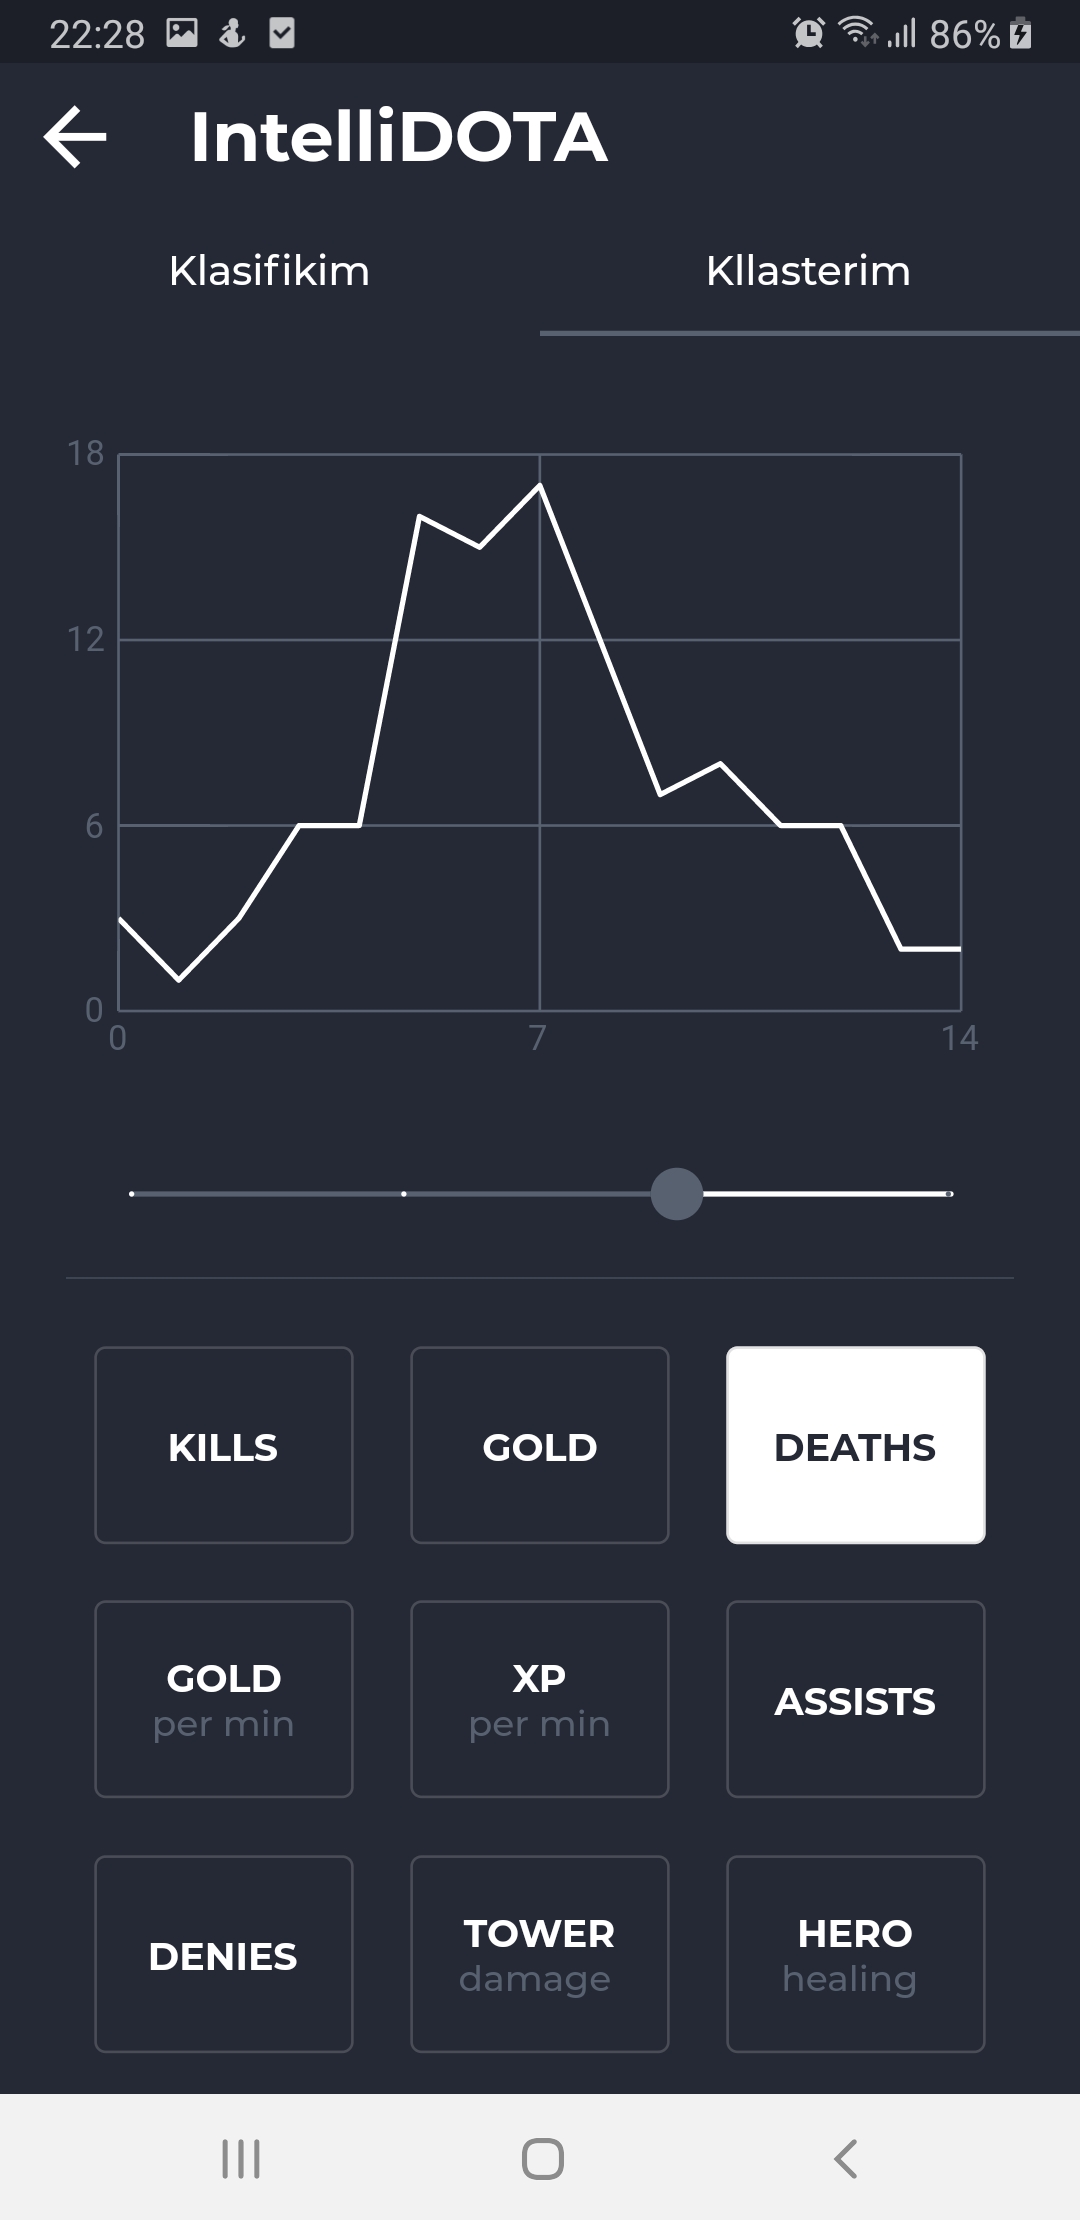 22:28
86%
IntelliDOTA
Klasifikim
Kllasterim
18
12
6
0
0 7 14
KILLS
GOLD
DEATHS
GOLD
per min
XP
per min
ASSISTS
DENIES
TOWER
damage
HERO
healing